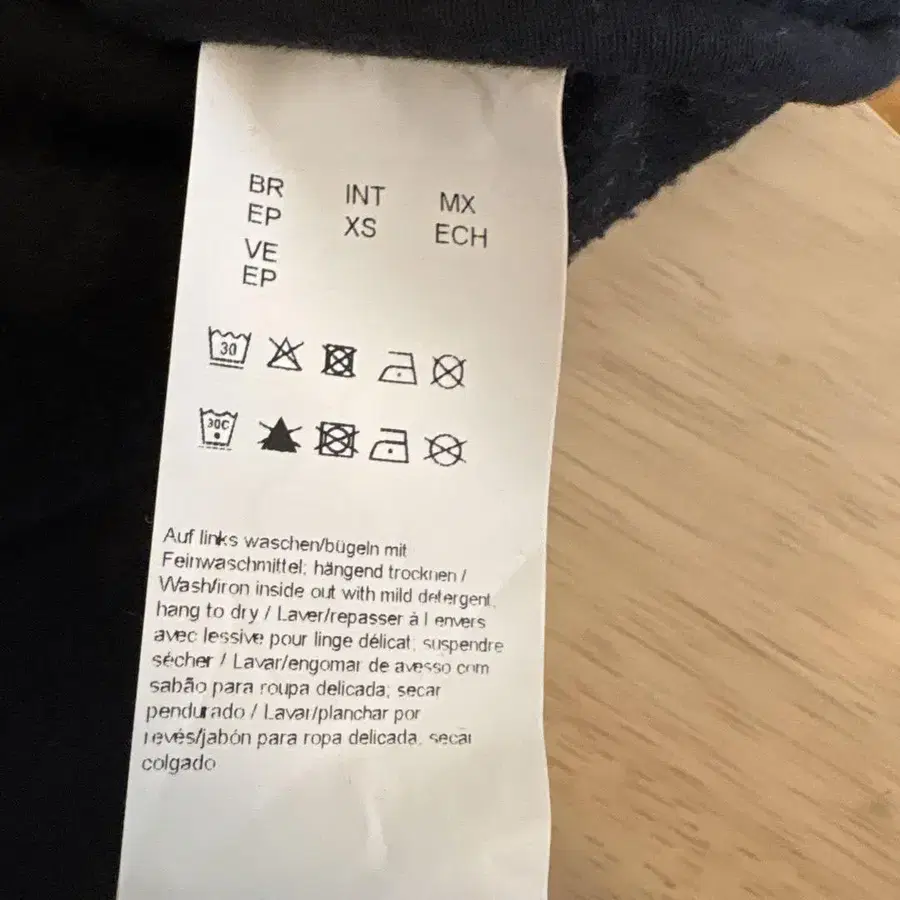 BR INT MX
EP XS ECH
VE
EP
30
30C
Auf links waschen/bügeln mit
Feinwaschmittel; hängend trocknen /
Wash/iron inside out with mild detergent,
hang to dry / Laver/repasser à l envers
avec lessive pour linge délicat; suspendre
sécher / Lavar/engomar de avesso com
sabão para roupa delicada; secar
pendurado / Lavar/planchar por
revés/jabón para ropa delicada, secar
colgado